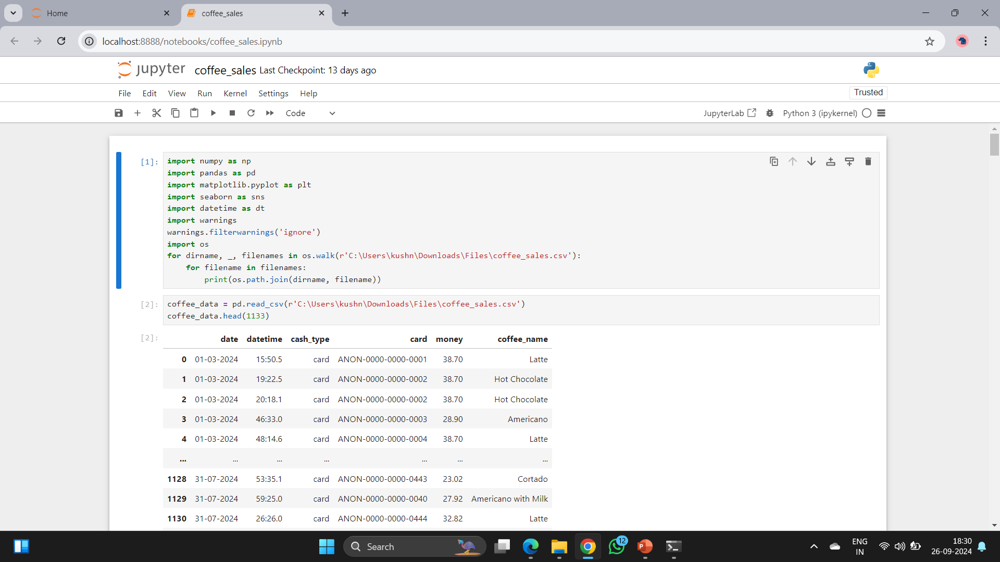 Home
coffee_sales
localhost:8888/notebooks/coffee_sales.ipynb
jupyter coffee_sales Last Checkpoint: 13 days ago
File Edit View Run Kernel Settings Help Trusted
Code JupyterLab Python 3 (ipykernel)
[1]:
import numpy as np
import pandas as pd
import matplotlib.pyplot as plt
import seaborn as sns
import datetime as dt
import warnings
warnings.filterwarnings('ignore')
import os
for dirname, _, filenames in os.walk(r'C:\Users\kushn\Downloads\Files\coffee_sales.csv'):
    for filename in filenames:
        print(os.path.join(dirname, filename))
[2]:
coffee_data = pd.read_csv(r'C:\Users\kushn\Downloads\Files\coffee_sales.csv')
coffee_data.head(1133)
[2]:
date datetime cash_type card money coffee_name
0 01-03-2024 15:50.5 card ANON-0000-0000-0001 38.70 Latte
1 01-03-2024 19:22.5 card ANON-0000-0000-0002 38.70 Hot Chocolate
2 01-03-2024 20:18.1 card ANON-0000-0000-0002 38.70 Hot Chocolate
3 01-03-2024 46:33.0 card ANON-0000-0000-0003 28.90 Americano
4 01-03-2024 48:14.6 card ANON-0000-0000-0004 38.70 Latte
... ... ... ... ... ... ...
1128 31-07-2024 53:35.1 card ANON-0000-0000-0443 23.02 Cortado
1129 31-07-2024 59:25.0 card ANON-0000-0000-0040 27.92 Americano with Milk
1130 31-07-2024 26:26.0 card ANON-0000-0000-0444 32.82 Latte
Search
12
P
ENG
IN
18:30
26-09-2024